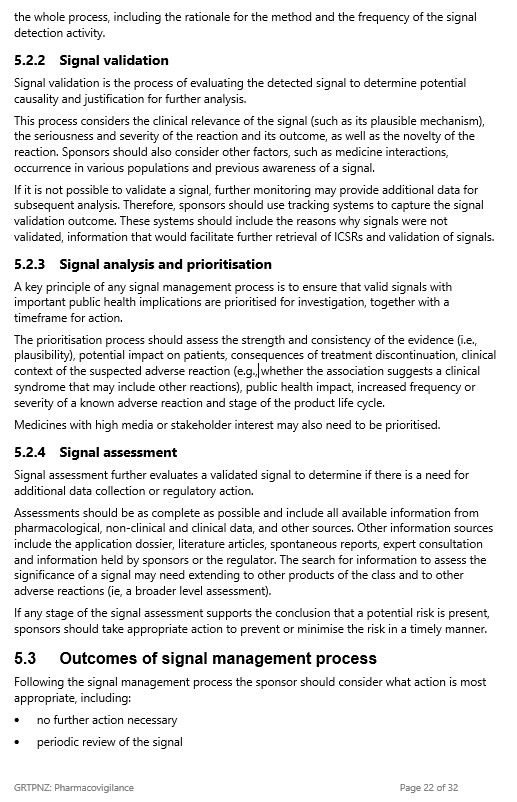 the whole process, including the rationale for the method and the frequency of the signal
detection activity.
5.2.2 Signal validation
Signal validation is the process of evaluating the detected signal to determine potential
causality and justification for further analysis.
This process considers the clinical relevance of the signal (such as its plausible mechanism),
the seriousness and severity of the reaction and its outcome, as well as the novelty of the
reaction. Sponsors should also consider other factors, such as medicine interactions,
occurrence in various populations and previous awareness of a signal.
If it is not possible to validate a signal, further monitoring may provide additional data for
subsequent analysis. Therefore, sponsors should use tracking systems to capture the signal
validation outcome. These systems should include the reasons why signals were not
validated, information that would facilitate further retrieval of ICSRs and validation of signals.
5.2.3 Signal analysis and prioritisation
A key principle of any signal management process is to ensure that valid signals with
important public health implications are prioritised for investigation, together with a
timeframe for action.
The prioritisation process should assess the strength and consistency of the evidence (i.e.,
plausibility), potential impact on patients, consequences of treatment discontinuation, clinical
context of the suspected adverse reaction (e.g., whether the association suggests a clinical
syndrome that may include other reactions), public health impact, increased frequency or
severity of a known adverse reaction and stage of the product life cycle.
Medicines with high media or stakeholder interest may also need to be prioritised.
5.2.4 Signal assessment
Signal assessment further evaluates a validated signal to determine if there is a need for
additional data collection or regulatory action.
Assessments should be as complete as possible and include all available information from
pharmacological, non-clinical and clinical data, and other sources. Other information sources
include the application dossier, literature articles, spontaneous reports, expert consultation
and information held by sponsors or the regulator. The search for information to assess the
significance of a signal may need extending to other products of the class and to other
adverse reactions (ie, a broader level assessment).
If any stage of the signal assessment supports the conclusion that a potential risk is present,
sponsors should take appropriate action to prevent or minimise the risk in a timely manner.
5.3 Outcomes of signal management process
Following the signal management process the sponsor should consider what action is most
appropriate, including:
• no further action necessary
• periodic review of the signal
GRTPNZ: Pharmacovigilance Page 22 of 32